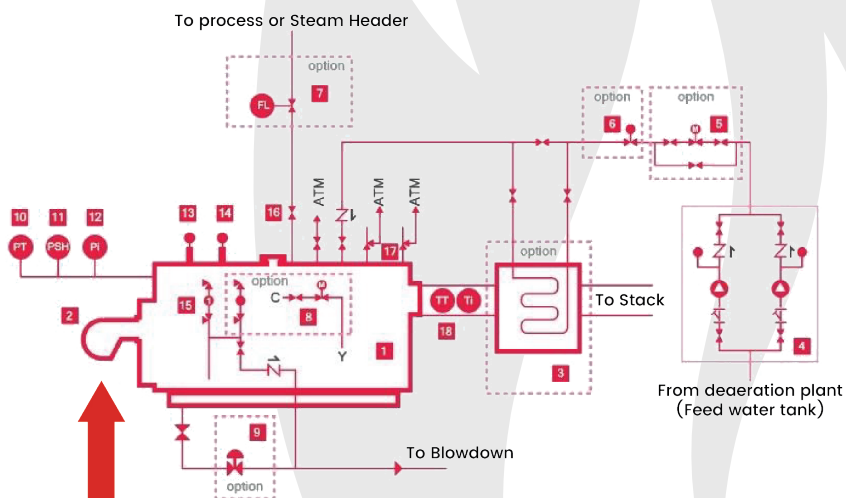 To process or Steam Header
option
7
FL
option
option
6
M
5
10
11
12
13
14
16
ATM
ATM
ATM
PT
PSH
Pi
17
option
2
15
1
option
M
C
8
TT
Ti
To Stack
18
Y
1
3
4
From deaeration plant
(Feed water tank)
9
To Blowdown
option